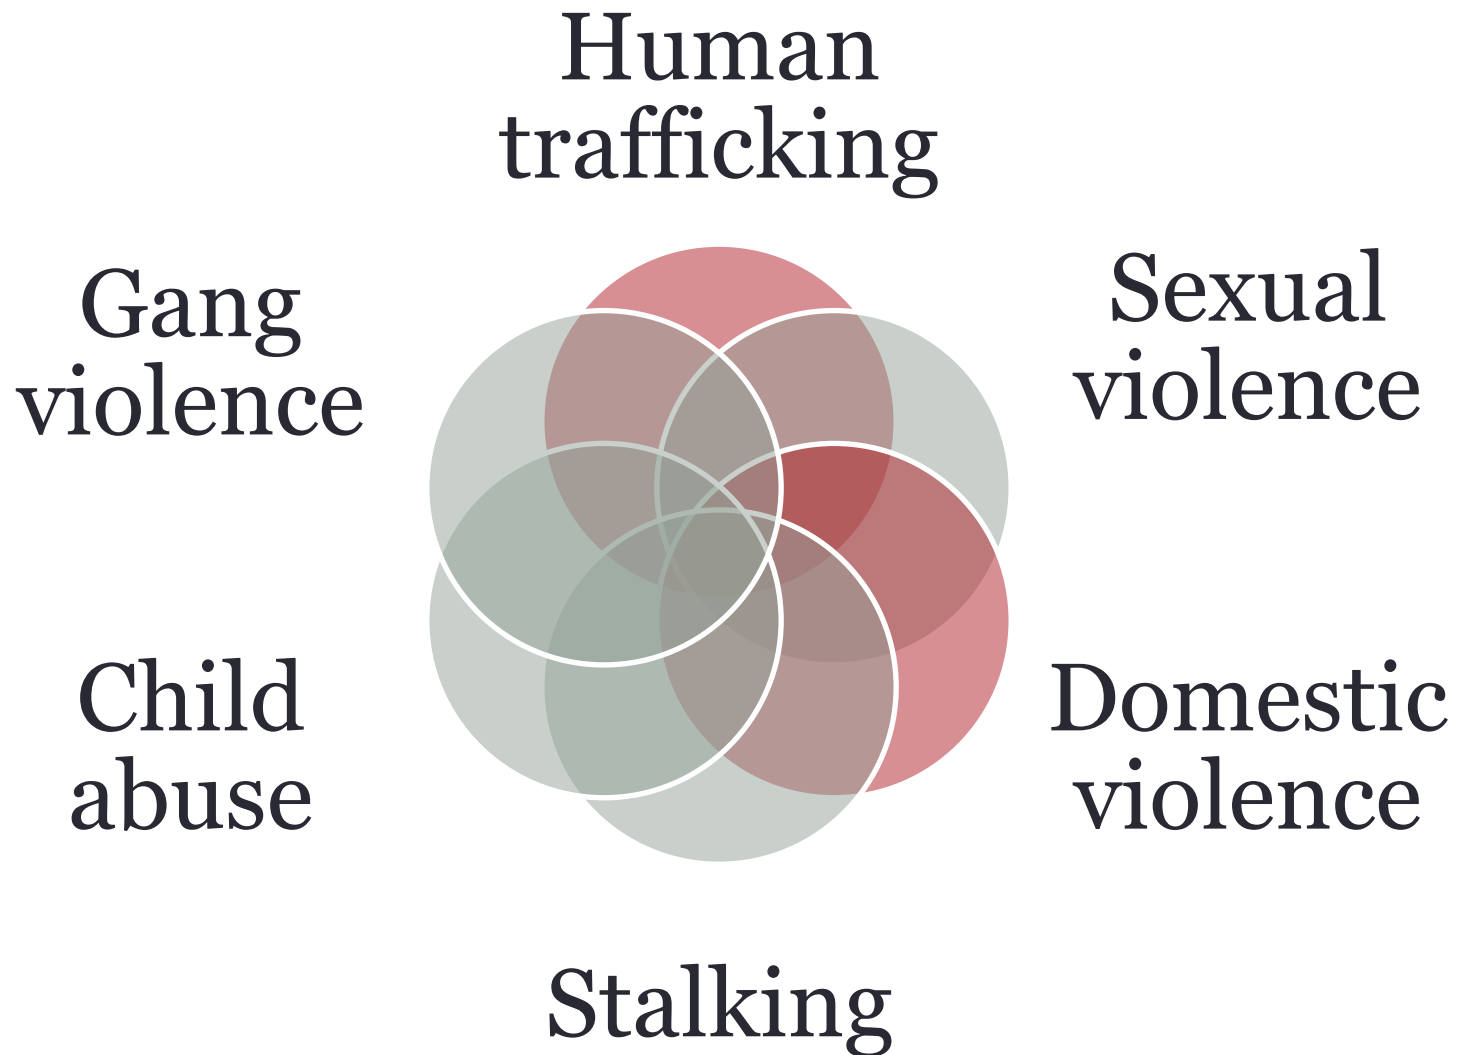 Human
trafficking
Gang
violence
Sexual
violence
Child
abuse
Domestic
violence
Stalking